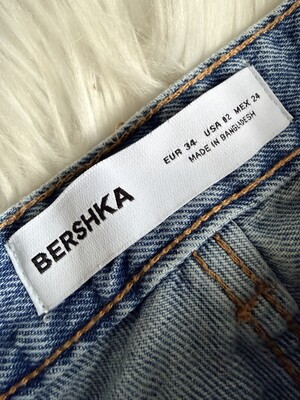 BERSHKA
EUR 34 USA 02 MEX 24
MADE IN BANGLADESH